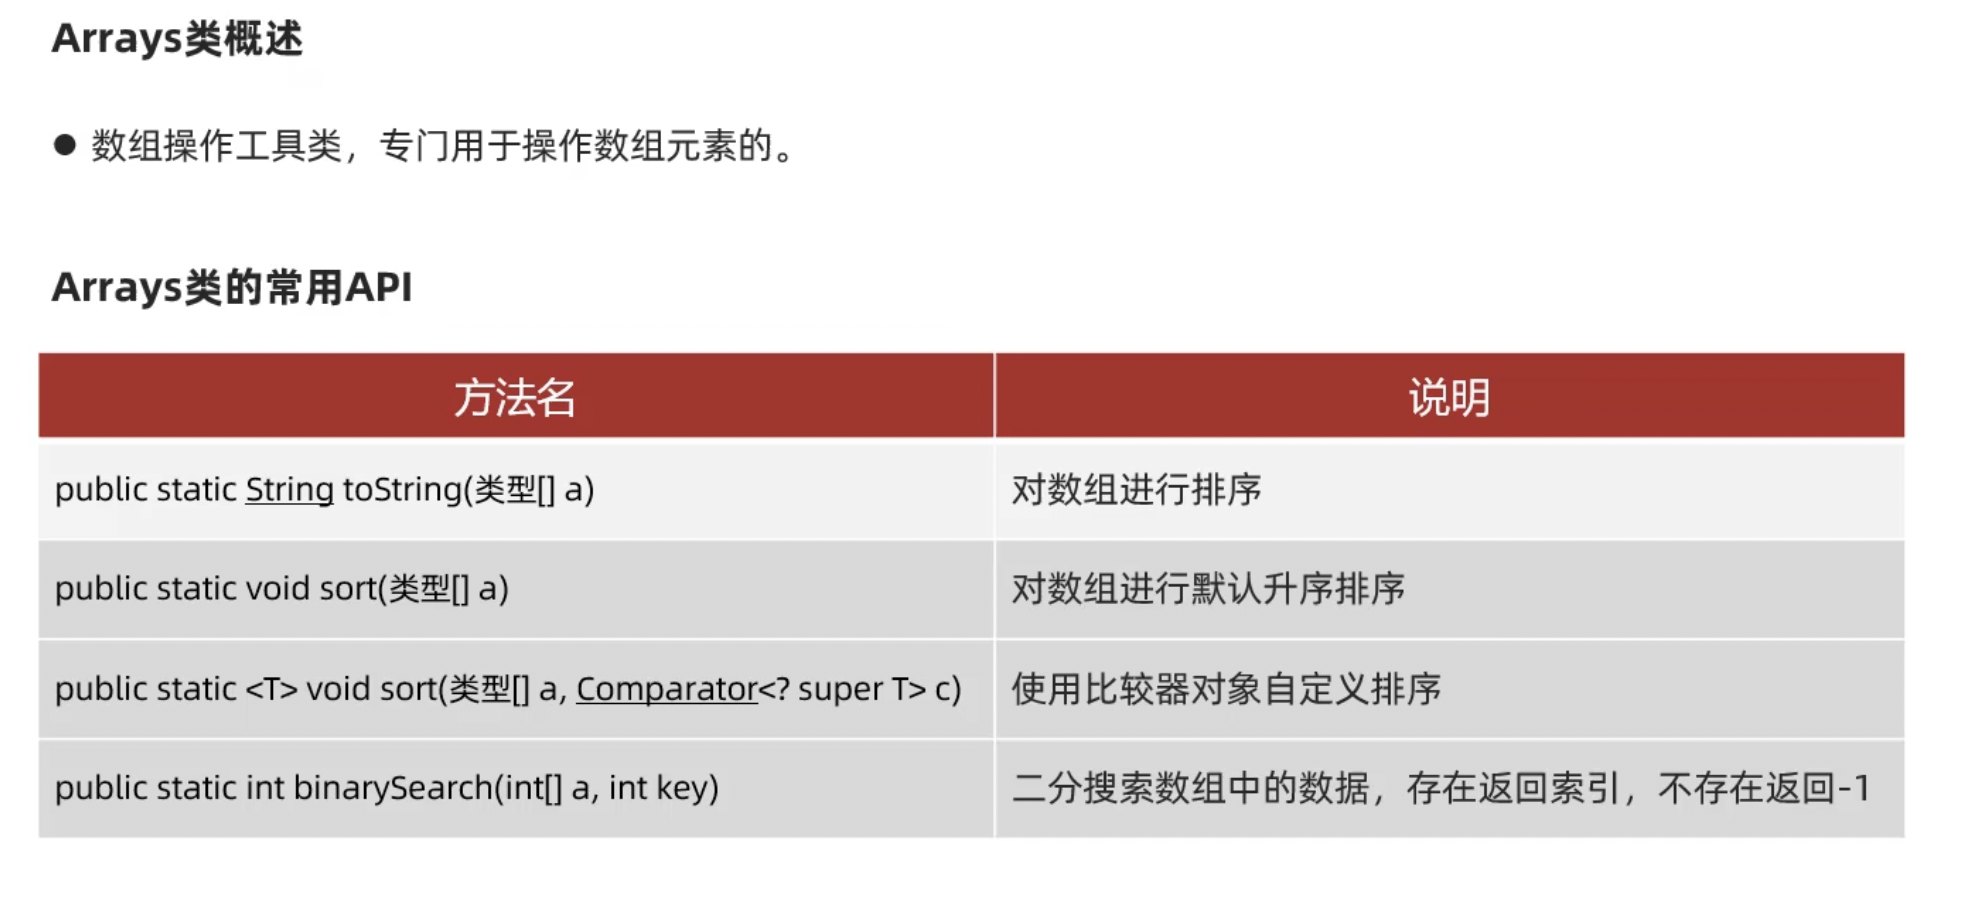 Arrays类概述
● 数组操作工具类，专门用于操作数组元素的。
Arrays类的常用API
方法名 说明
public static String toString(类型[] a) 对数组进行排序
public static void sort(类型[] a) 对数组进行默认升序排序
public static <T> void sort(类型[] a, Comparator<? super T> c) 使用比较器对象自定义排序
public static int binarySearch(int[] a, int key) 二分搜索数组中的数据，存在返回索引，不存在返回-1